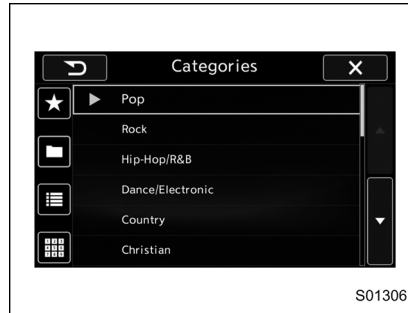 Categories
Pop
Rock
Hip-Hop/R&B
Dance/Electronic
Country
Christian
S01306